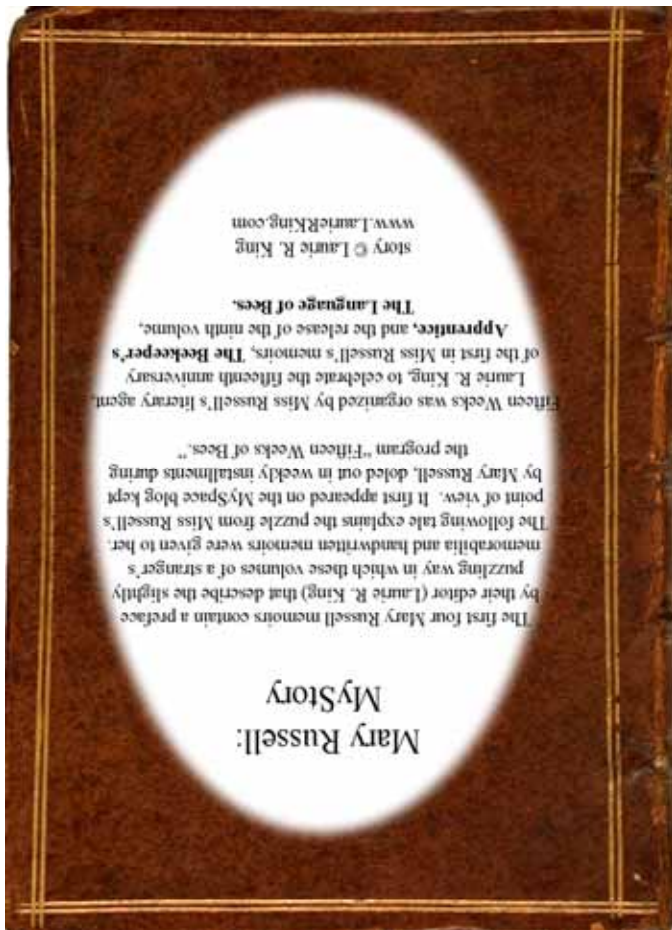 Mary Russell:
MyStory
The first four Mary Russell memoirs contain a preface
by their editor (Laurie R. King) that describe the slightly
puzzling way in which these volumes of a stranger's
memorabilia and handwritten memoirs were given to her.
The following tale explains the puzzle from Miss Russell's
point of view. It first appeared on the MySpace blog kept
by Mary Russell, doled out in weekly installments during
the program "Fifteen Weeks of Bees."
Fifteen Weeks was organized by Miss Russell's literary agent,
Laurie R. King, to celebrate the fifteenth anniversary
of the first in Miss Russell's memoirs, The Beekeeper's
Apprentice, and the release of the ninth volume,
The Language of Bees.
story © Laurie R. King
www.LaurieRKing.com